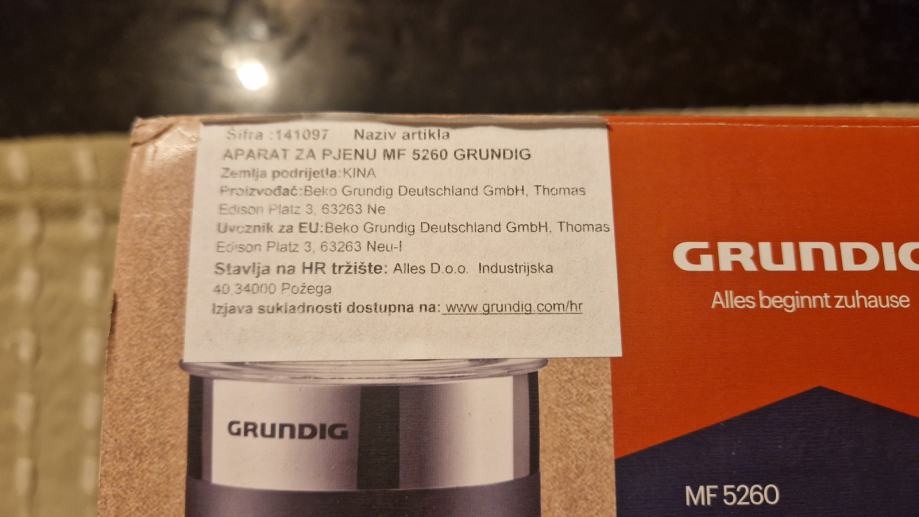 Šifra :141097 Naziv artikla
APARAT ZA PJENU MF 5260 GRUNDIG
Zemlja podrijetla:KINA
Proizvođač:Beko Grundig Deutschland GmbH, Thomas
Edison Platz 3, 63263 Ne
Uvoznik za EU:Beko Grundig Deutschland GmbH, Thomas
Edison Platz 3, 63263 Neu-I
Stavlja na HR tržište: Alles D.o.o. Industrijska
40,34000 Požega
Izjava sukladnosti dostupna na: www.grundig.com/hr
GRUNDIG
GRUNDIG
Alles beginnt zuhause
MF 5260